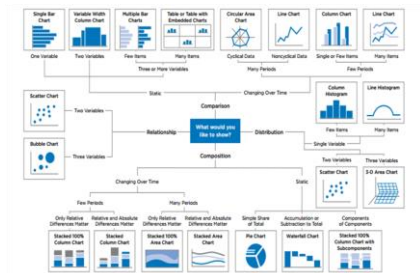 Single Bar Chart
Variable Width Column Chart
Multiple Bar Charts
Table or Table with Embedded Charts
Circular Area Chart
Line Chart
Column Chart
Line Chart
One Variable
Two Variables
Few Items
Many Items
Cyclical Data
Noncyclical Data
Single or Few Items
Many Items
Three or More Variables
Many Periods
Few Periods
Static
Changing Over Time
Comparison
Column Histogram
Line Histogram
Few Items
Many Items
Scatter Chart
Two Variables
Relationship
What would you like to show?
Distribution
Single Variable
Bubble Chart
Three Variables
Two Variables
Three Variables
Scatter Chart
3-D Area Chart
Composition
Changing Over Time
Static
Few Periods
Many Periods
Only Relative Differences Matter
Relative and Absolute Differences Matter
Only Relative Differences Matter
Relative and Absolute Differences Matter
Simple Share of Total
Accumulation or Subtraction to Total
Components of Components
Stacked 100% Column Chart
Stacked Column Chart
Stacked 100% Area Chart
Stacked Area Chart
Pie Chart
Waterfall Chart
Stacked 100% Column Chart with Subcomponents